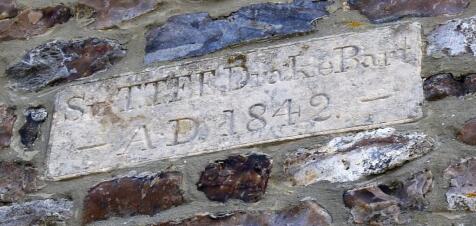 Sr. T.T.F.E. Drake Bart
– A.D. 1842. –